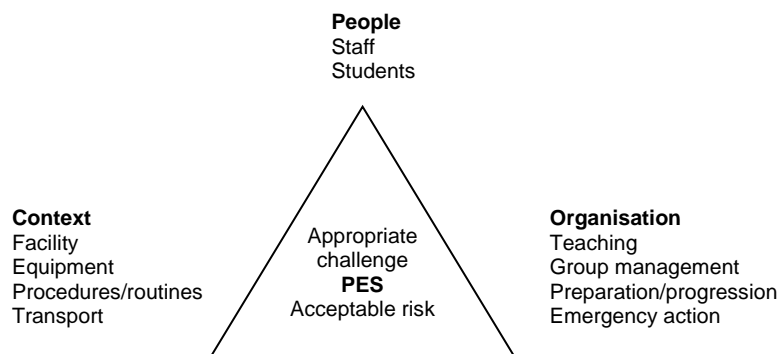 People
Staff
Students
Context
Facility
Equipment
Procedures/routines
Transport
Appropriate
challenge
PES
Acceptable risk
Organisation
Teaching
Group management
Preparation/progression
Emergency action